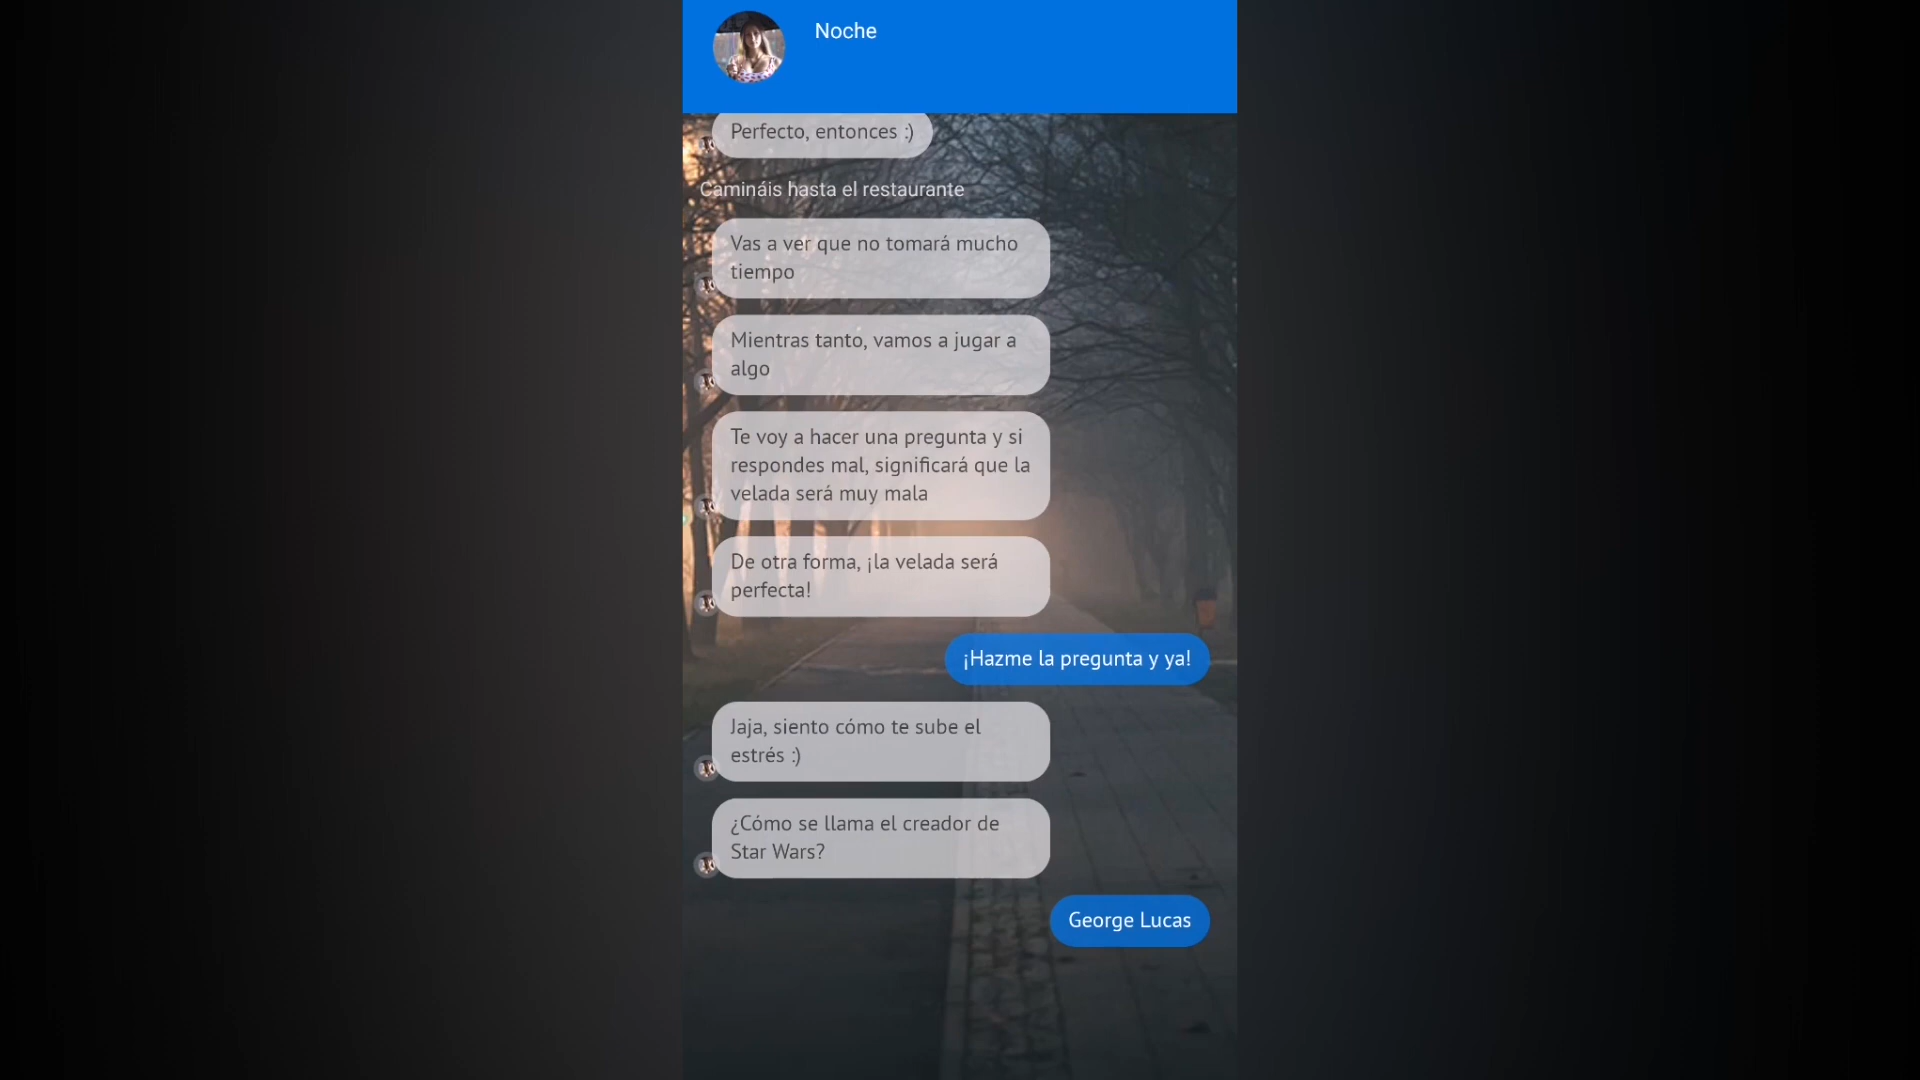 Noche
Perfecto, entonces :)
Camináis hasta el restaurante
Vas a ver que no tomará mucho
tiempo
Mientras tanto, vamos a jugar a
algo
Te voy a hacer una pregunta y si
respondes mal, significará que la
velada será muy mala
De otra forma, ¡la velada será
perfecta!
¡Hazme la pregunta y ya!
Jaja, siento cómo te sube el
estrés :)
¿Cómo se llama el creador de
Star Wars?
George Lucas